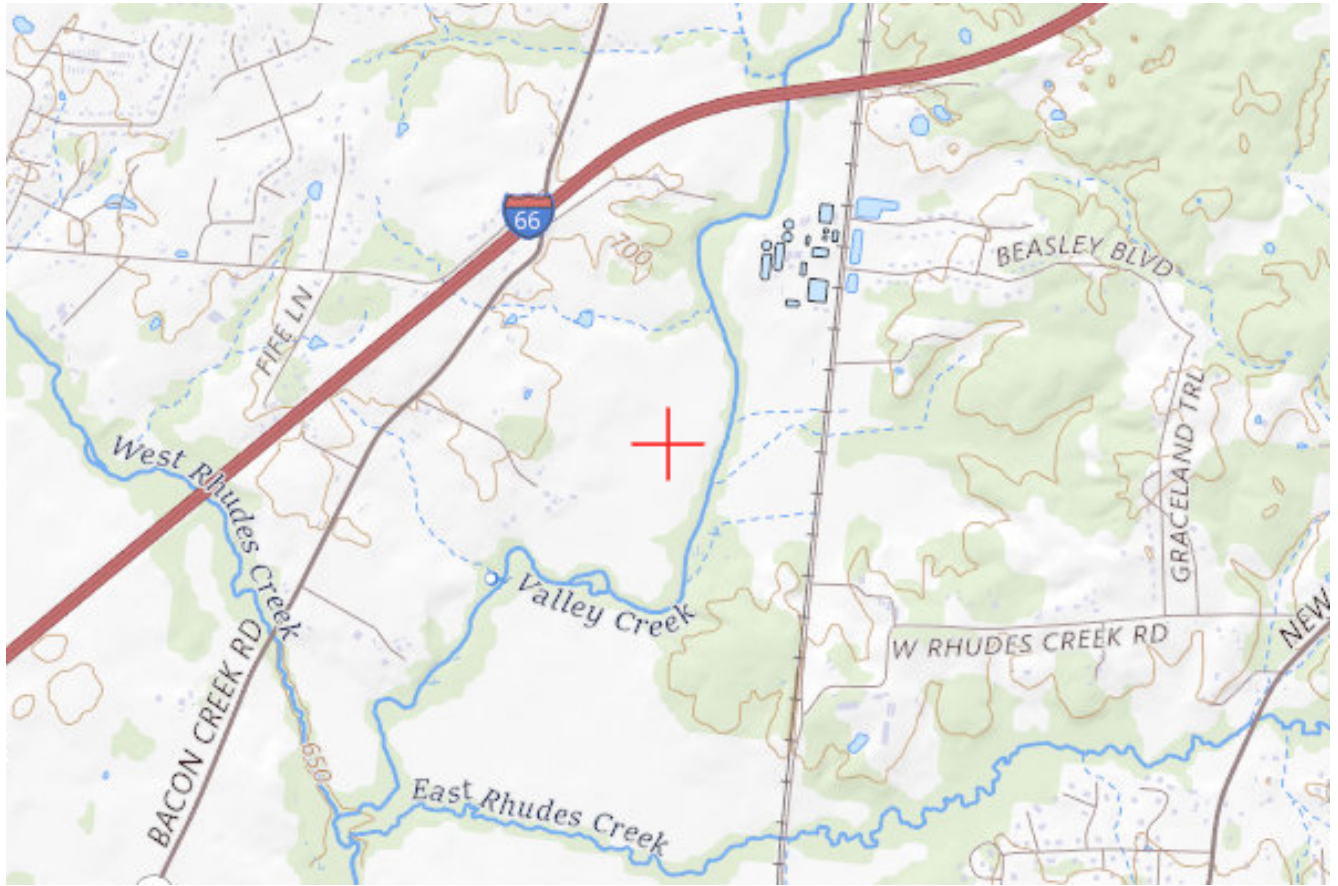 66
700
BEASLEY BLVD
FIFE LN
GRACELAND TRL
West Rhudes Creek
Valley Creek
W RHUDES CREEK RD
NEW
BACON CREEK RD
650
East Rhudes Creek